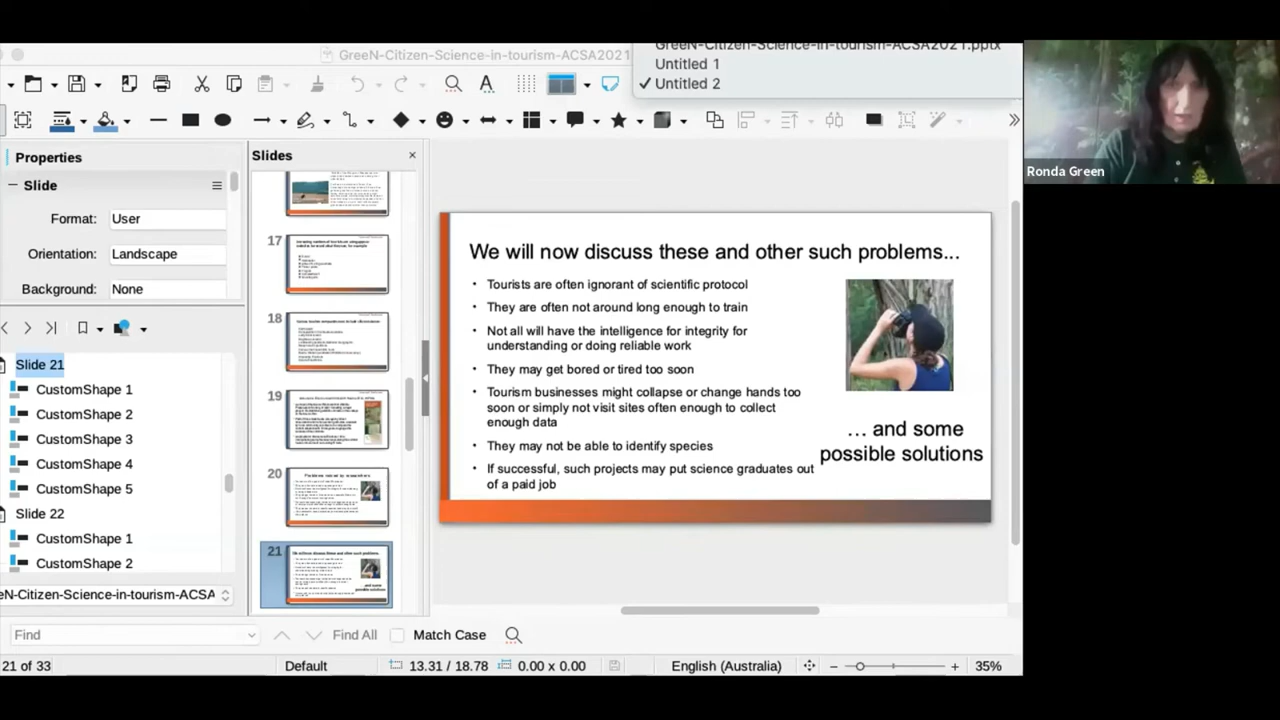 GreeN-Citizen-Science-in-tourism-ACSA2021
GreeN-Citizen-Science-in-tourism-ACSA2021.pptx
Untitled 1
✓ Untitled 2
Ronda Green
Properties
Slide
Format: User
Orientation: Landscape
Background: None
Slide 21
CustomShape 1
CustomShape 2
CustomShape 3
CustomShape 4
CustomShape 5
Slide 22
CustomShape 1
CustomShape 2
eN-Citizen-Science-in-tourism-ACSA
Slides
17
18
19
20
21
We will now discuss these and other such problems...
• Tourists are often ignorant of scientific protocol
• They are often not around long enough to train
• Not all will have the intelligence for integrity for
understanding or doing reliable work
• They may get bored or tired too soon
• Tourism businesses might collapse or change hands too
soon or simply not visit sites often enough to collect
enough data
• They may not be able to identify species
• If successful, such projects may put science graduates out
of a paid job
... and some
possible solutions
Find
Find All
Match Case
21 of 33
Default
13.31 / 18.78
0.00 x 0.00
English (Australia)
35%